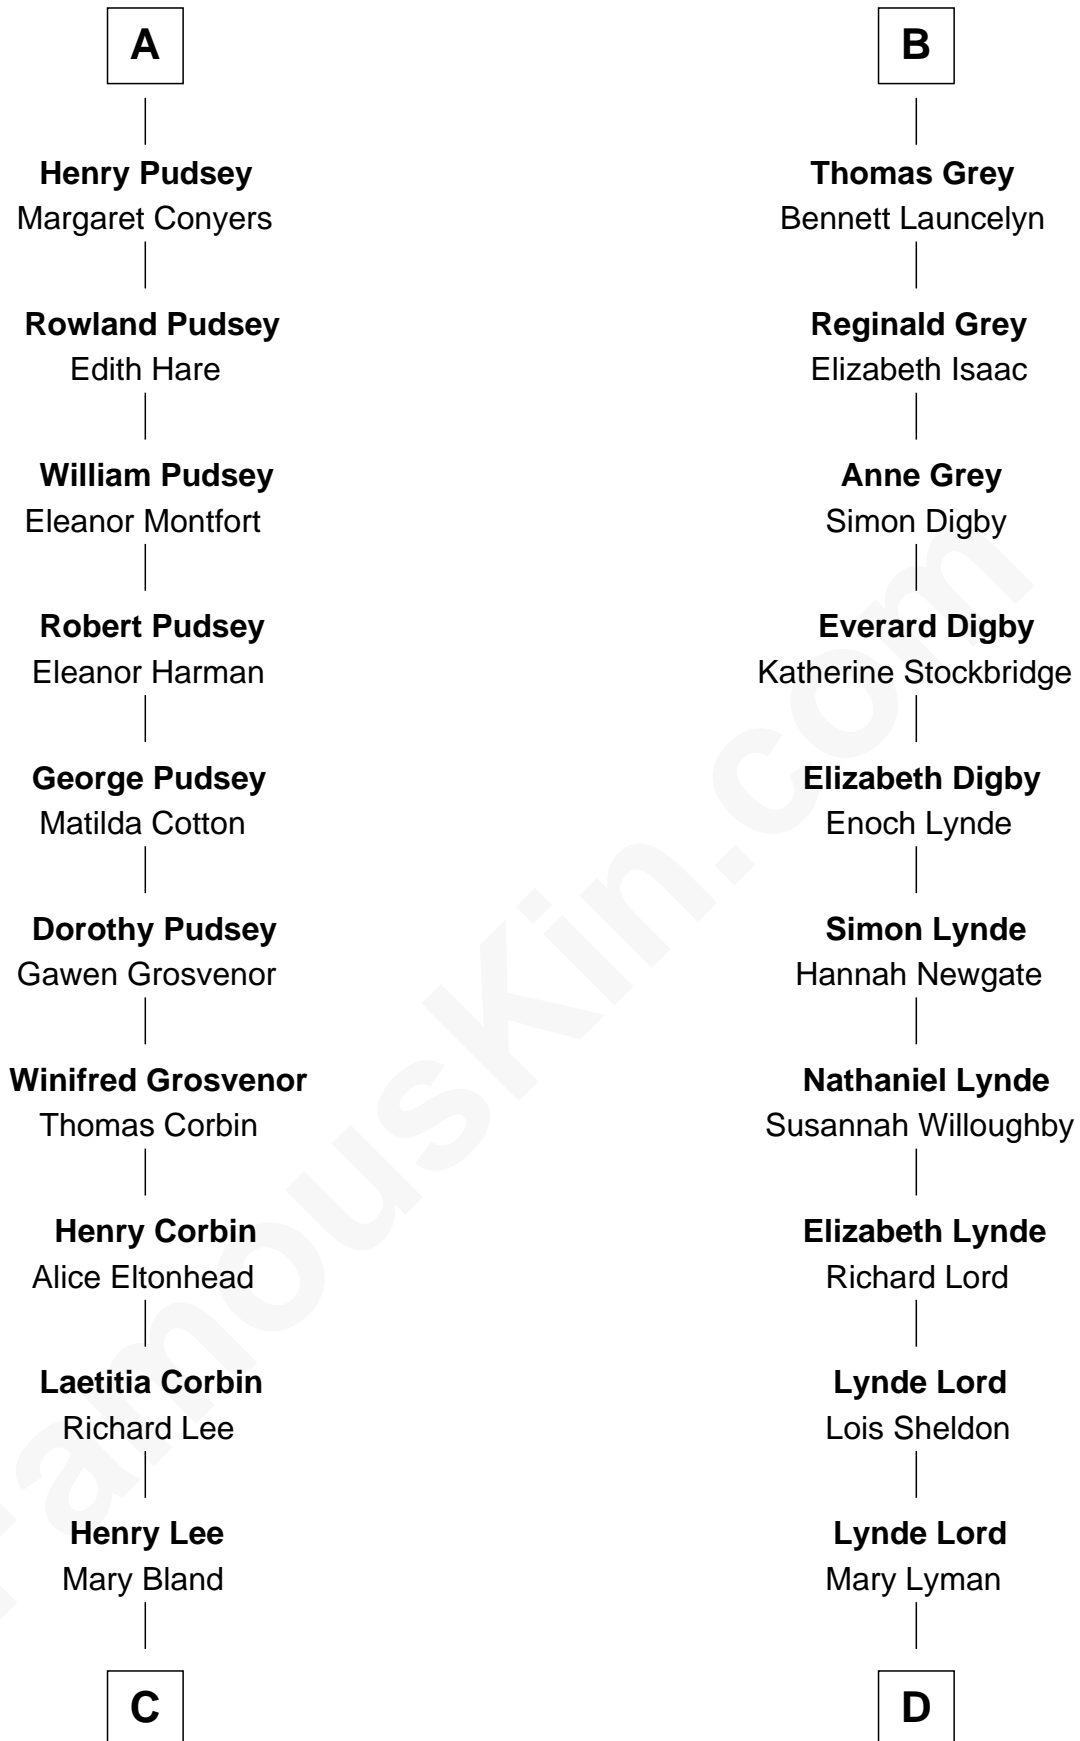 A
Henry Pudsey
Margaret Conyers
Rowland Pudsey
Edith Hare
William Pudsey
Eleanor Montfort
Robert Pudsey
Eleanor Harman
George Pudsey
Matilda Cotton
Dorothy Pudsey
Gawen Grosvenor
Winifred Grosvenor
Thomas Corbin
Henry Corbin
Alice Eltonhead
Laetitia Corbin
Richard Lee
Henry Lee
Mary Bland
C
B
Thomas Grey
Bennett Launcelyn
Reginald Grey
Elizabeth Isaac
Anne Grey
Simon Digby
Everard Digby
Katherine Stockbridge
Elizabeth Digby
Enoch Lynde
Simon Lynde
Hannah Newgate
Nathaniel Lynde
Susannah Willoughby
Elizabeth Lynde
Richard Lord
Lynde Lord
Lois Sheldon
Lynde Lord
Mary Lyman
D
FamousKin.com